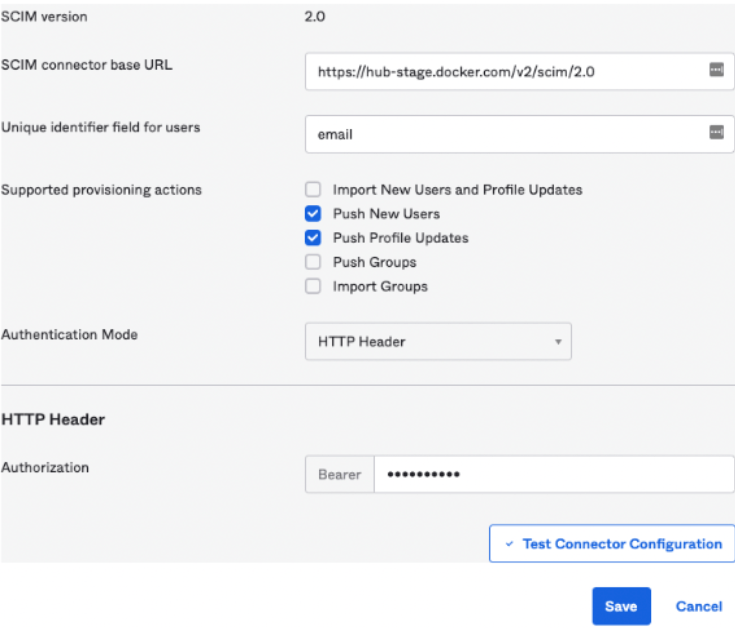 SCIM version 2.0
SCIM connector base URL https://hub-stage.docker.com/v2/scim/2.0
Unique identifier field for users email
Supported provisioning actions Import New Users and Profile Updates
Push New Users
Push Profile Updates
Push Groups
Import Groups
Authentication Mode HTTP Header
HTTP Header
Authorization Bearer ••••••••••
Test Connector Configuration
Save Cancel